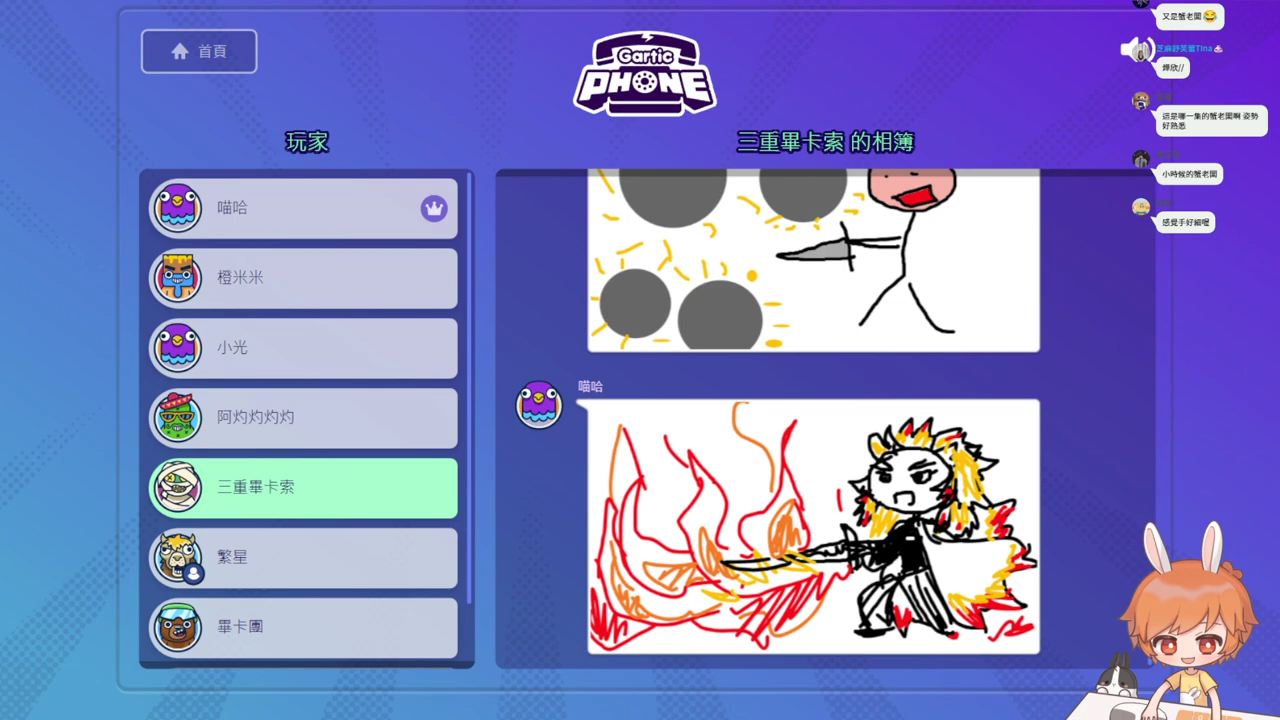 首頁
Gartic
PHONE
玩家
三重畢卡索 的相簿
喵哈
橙米米
小光
阿灼灼灼灼
三重畢卡索
繁星
畢卡團
喵哈
又是蟹老闆😂
芝麻舒芙蕾Tina🍰
燁欣//
這是哪一集的蟹老闆啊 姿勢
好熟悉
小時候的蟹老闆
感覺手好細喔